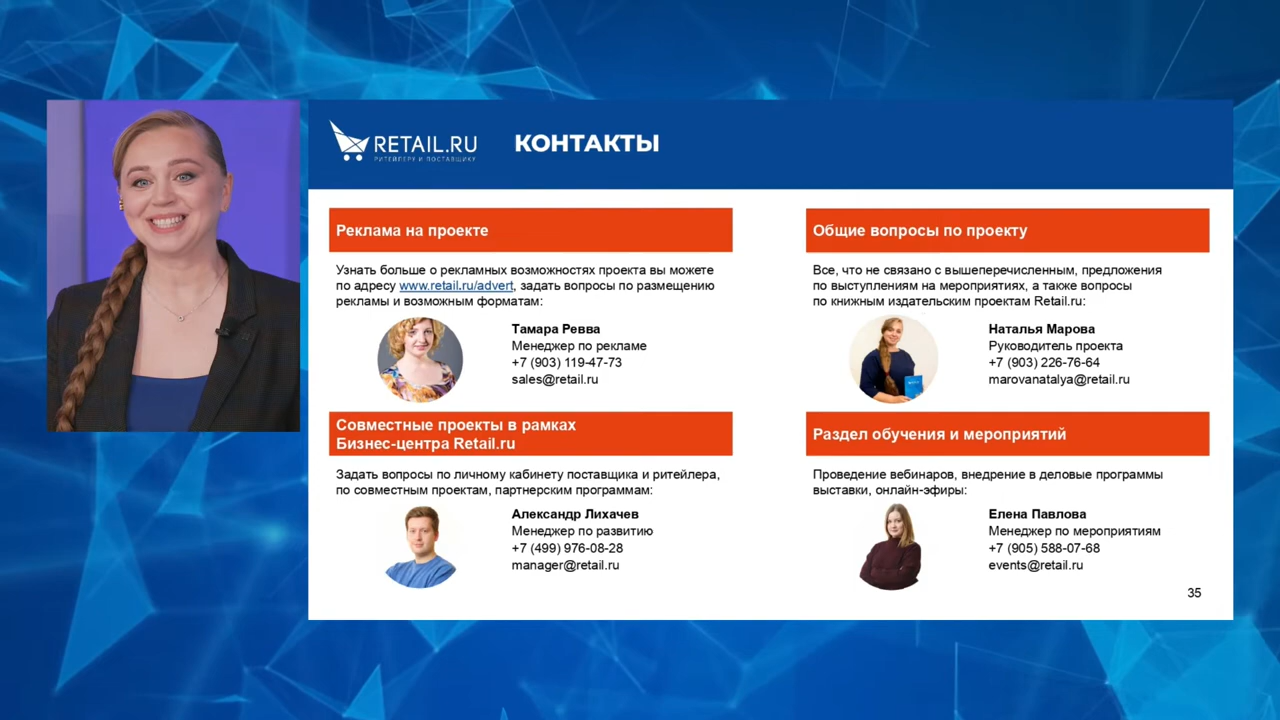 RETAIL.RU
РИТЕЙЛЕРУ И ПОСТАВЩИКУ
КОНТАКТЫ
Реклама на проекте
Узнать больше о рекламных возможностях проекта вы можете
по адресу www.retail.ru/advert, задать вопросы по размещению
рекламы и возможным форматам:
Тамара Ревва
Менеджер по рекламе
+7 (903) 119-47-73
sales@retail.ru
Общие вопросы по проекту
Все, что не связано с вышеперечисленным, предложения
по выступлениям на мероприятиях, а также вопросы
по книжным издательским проектам Retail.ru:
Наталья Марова
Руководитель проекта
+7 (903) 226-76-64
marovanatalya@retail.ru
Совместные проекты в рамках
Бизнес-центра Retail.ru
Задать вопросы по личному кабинету поставщика и ритейлера,
по совместным проектам, партнерским программам:
Александр Лихачев
Менеджер по развитию
+7 (499) 976-08-28
manager@retail.ru
Раздел обучения и мероприятий
Проведение вебинаров, внедрение в деловые программы
выставки, онлайн-эфиры:
Елена Павлова
Менеджер по мероприятиям
+7 (905) 588-07-68
events@retail.ru
35